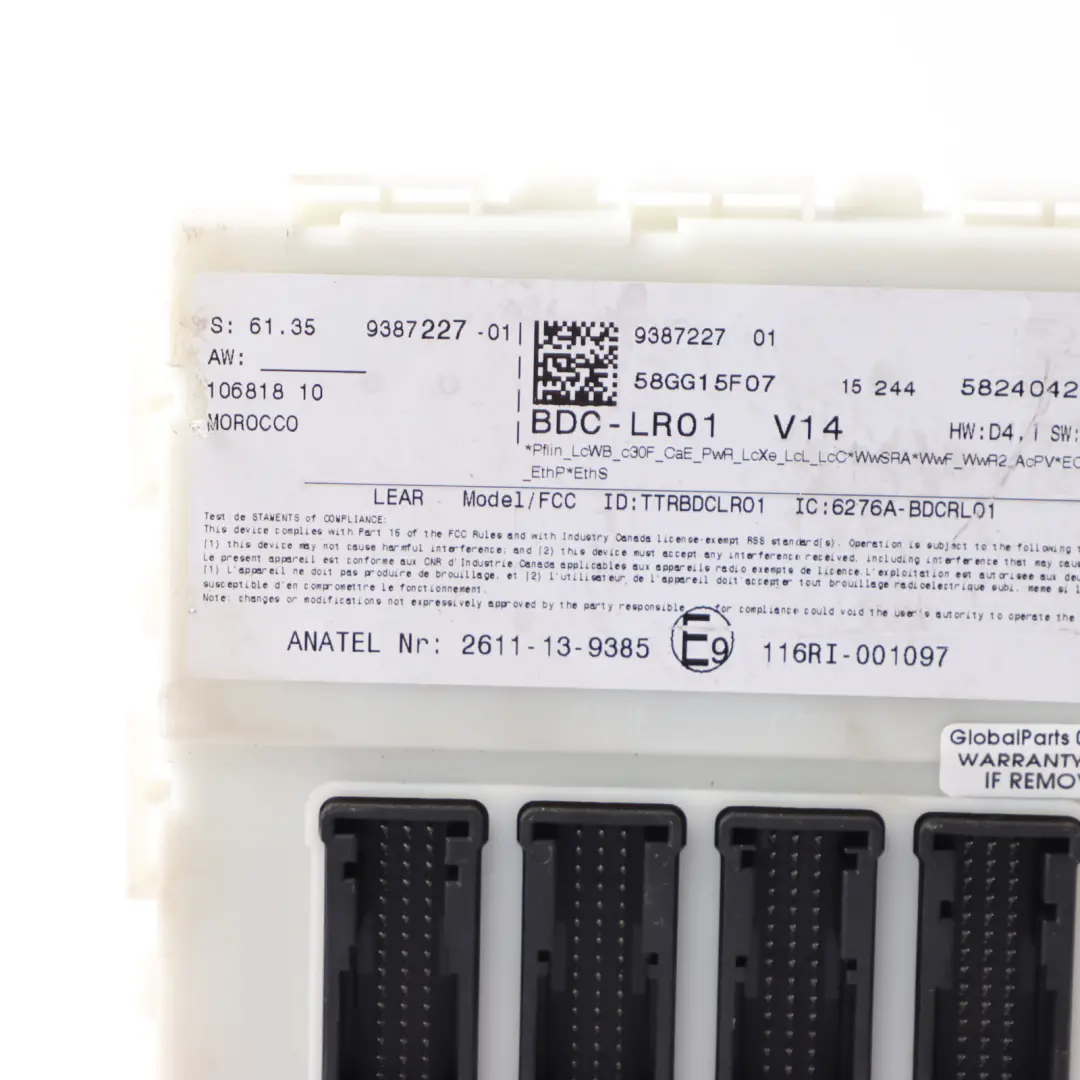 S: 61.35 9387227 -01
AW:
106818 10
MOROCCO
9387227 01
58GG15F07 15 244 5824042
BDC-LR01 V14 HW:D4. SW:
*Pfiin_LcWB_c30F_CaE_PwR_LcXe_LcL_LcC*WwSRA*WwF_WwR2_AcPV*EC
_EthP*EthS
LEAR Model/FCC ID:TTRBDCLR01 IC:6276A-BDCRL01
Test de STAMENTS of COMPLIANCE:
This device complies with Part 15 of the FCC Rules and with Industry Canada license-exempt RSS standard(s). Operation is subject to the following
(1) this device may not cause harmful interference; and (2) this device must accept any interference received, including interference that may
Le present appareil est conforme aux CNR d'Industrie Canada applicables aux appareils radio exempts de licence.L'exploitation est autorisee aux
(1) L'appareil ne doit pas produire de brouillage, et (2) l'utilisateur de l'appareil doit accepter tout brouillage radioelectrique subi, meme si
susceptible d'en compromettre le fonctionnement.
Note: changes or modifications not expressively approved by the party responsible for compliance could void the user's autority to operate the
ANATEL Nr: 2611-13-9385 E9 116RI-001097
GlobalParts
WARRANTY
IF REMO